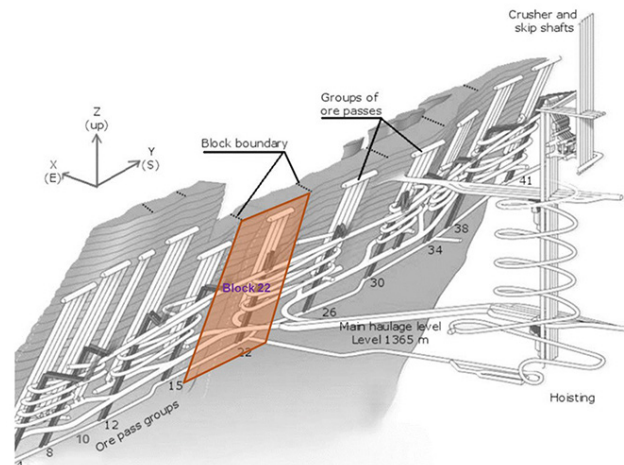 Crusher and
skip shafts
Groups of
ore passes
Z
(up)
Y
(S)
X
(E)
Block boundary
41
38
34
30
Block 22
26
Main haulage level
Level 1365 m
22
15
Hoisting
12
Ore pass groups
10
8